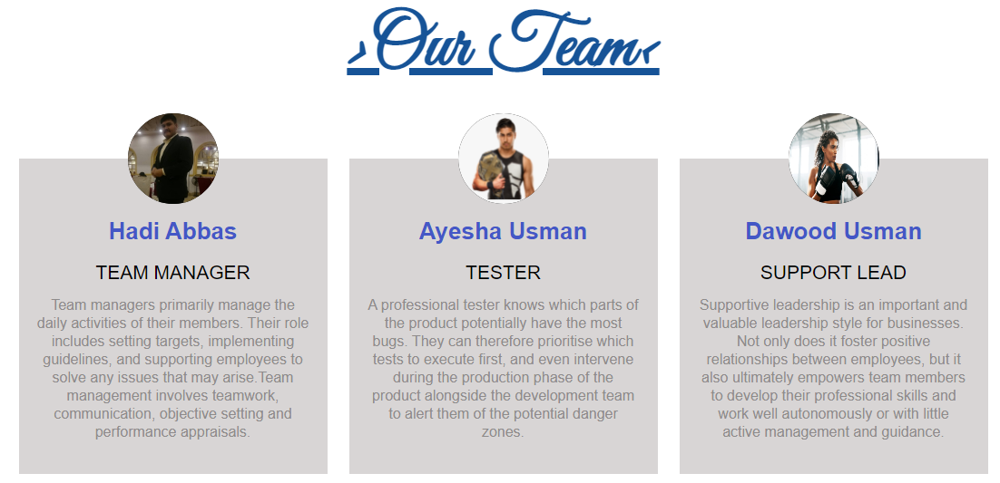 ›Our Team‹
Hadi Abbas
TEAM MANAGER
Team managers primarily manage the
daily activities of their members. Their role
includes setting targets, implementing
guidelines, and supporting employees to
solve any issues that may arise.Team
management involves teamwork,
communication, objective setting and
performance appraisals.
Ayesha Usman
TESTER
A professional tester knows which parts of
the product potentially have the most
bugs. They can therefore prioritise which
tests to execute first, and even intervene
during the production phase of the
product alongside the development team
to alert them of the potential danger
zones.
Dawood Usman
SUPPORT LEAD
Supportive leadership is an important and
valuable leadership style for businesses.
Not only does it foster positive
relationships between employees, but it
also ultimately empowers team members
to develop their professional skills and
work well autonomously or with little
active management and guidance.